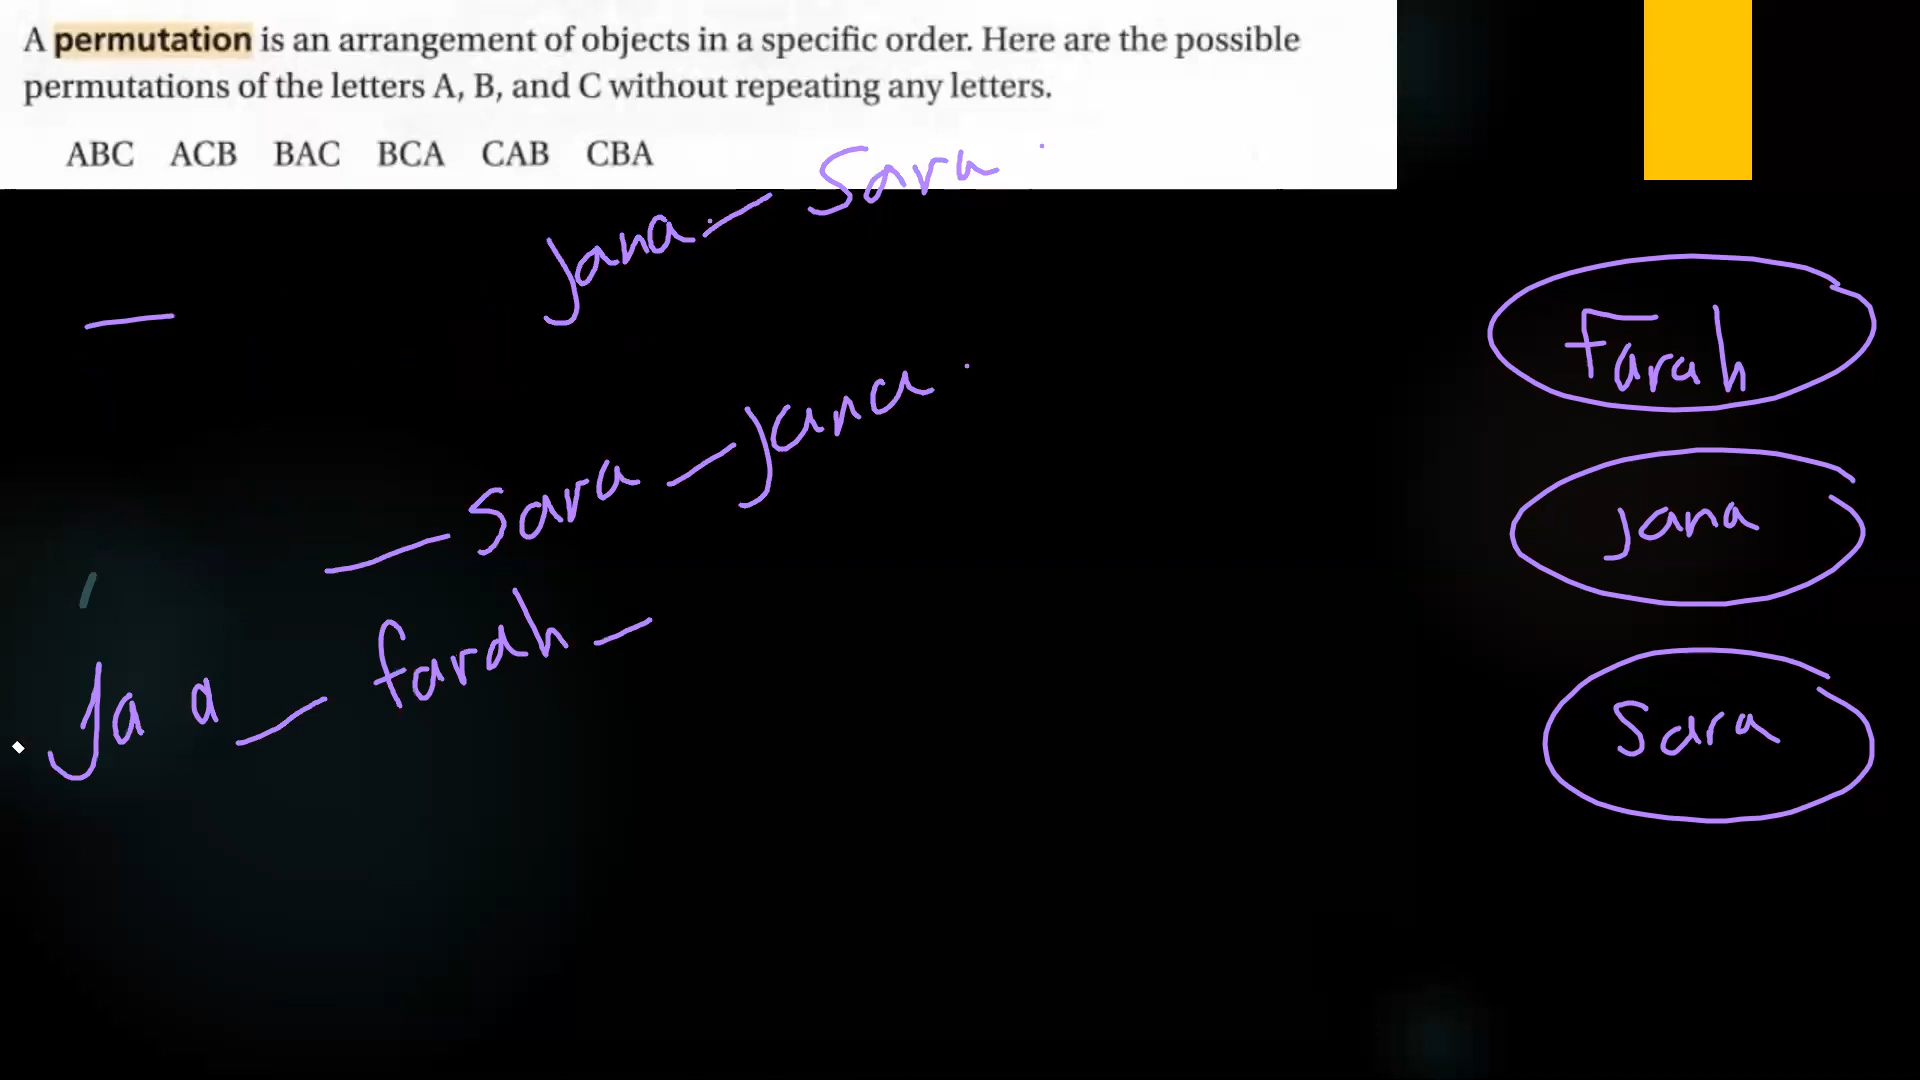 A permutation is an arrangement of objects in a specific order. Here are the possible
permutations of the letters A, B, and C without repeating any letters.
ABC ACB BAC BCA CAB CBA
Jana - Sara
Farah
— Sara - Jana
Jana
Ja a - farah -
Sara